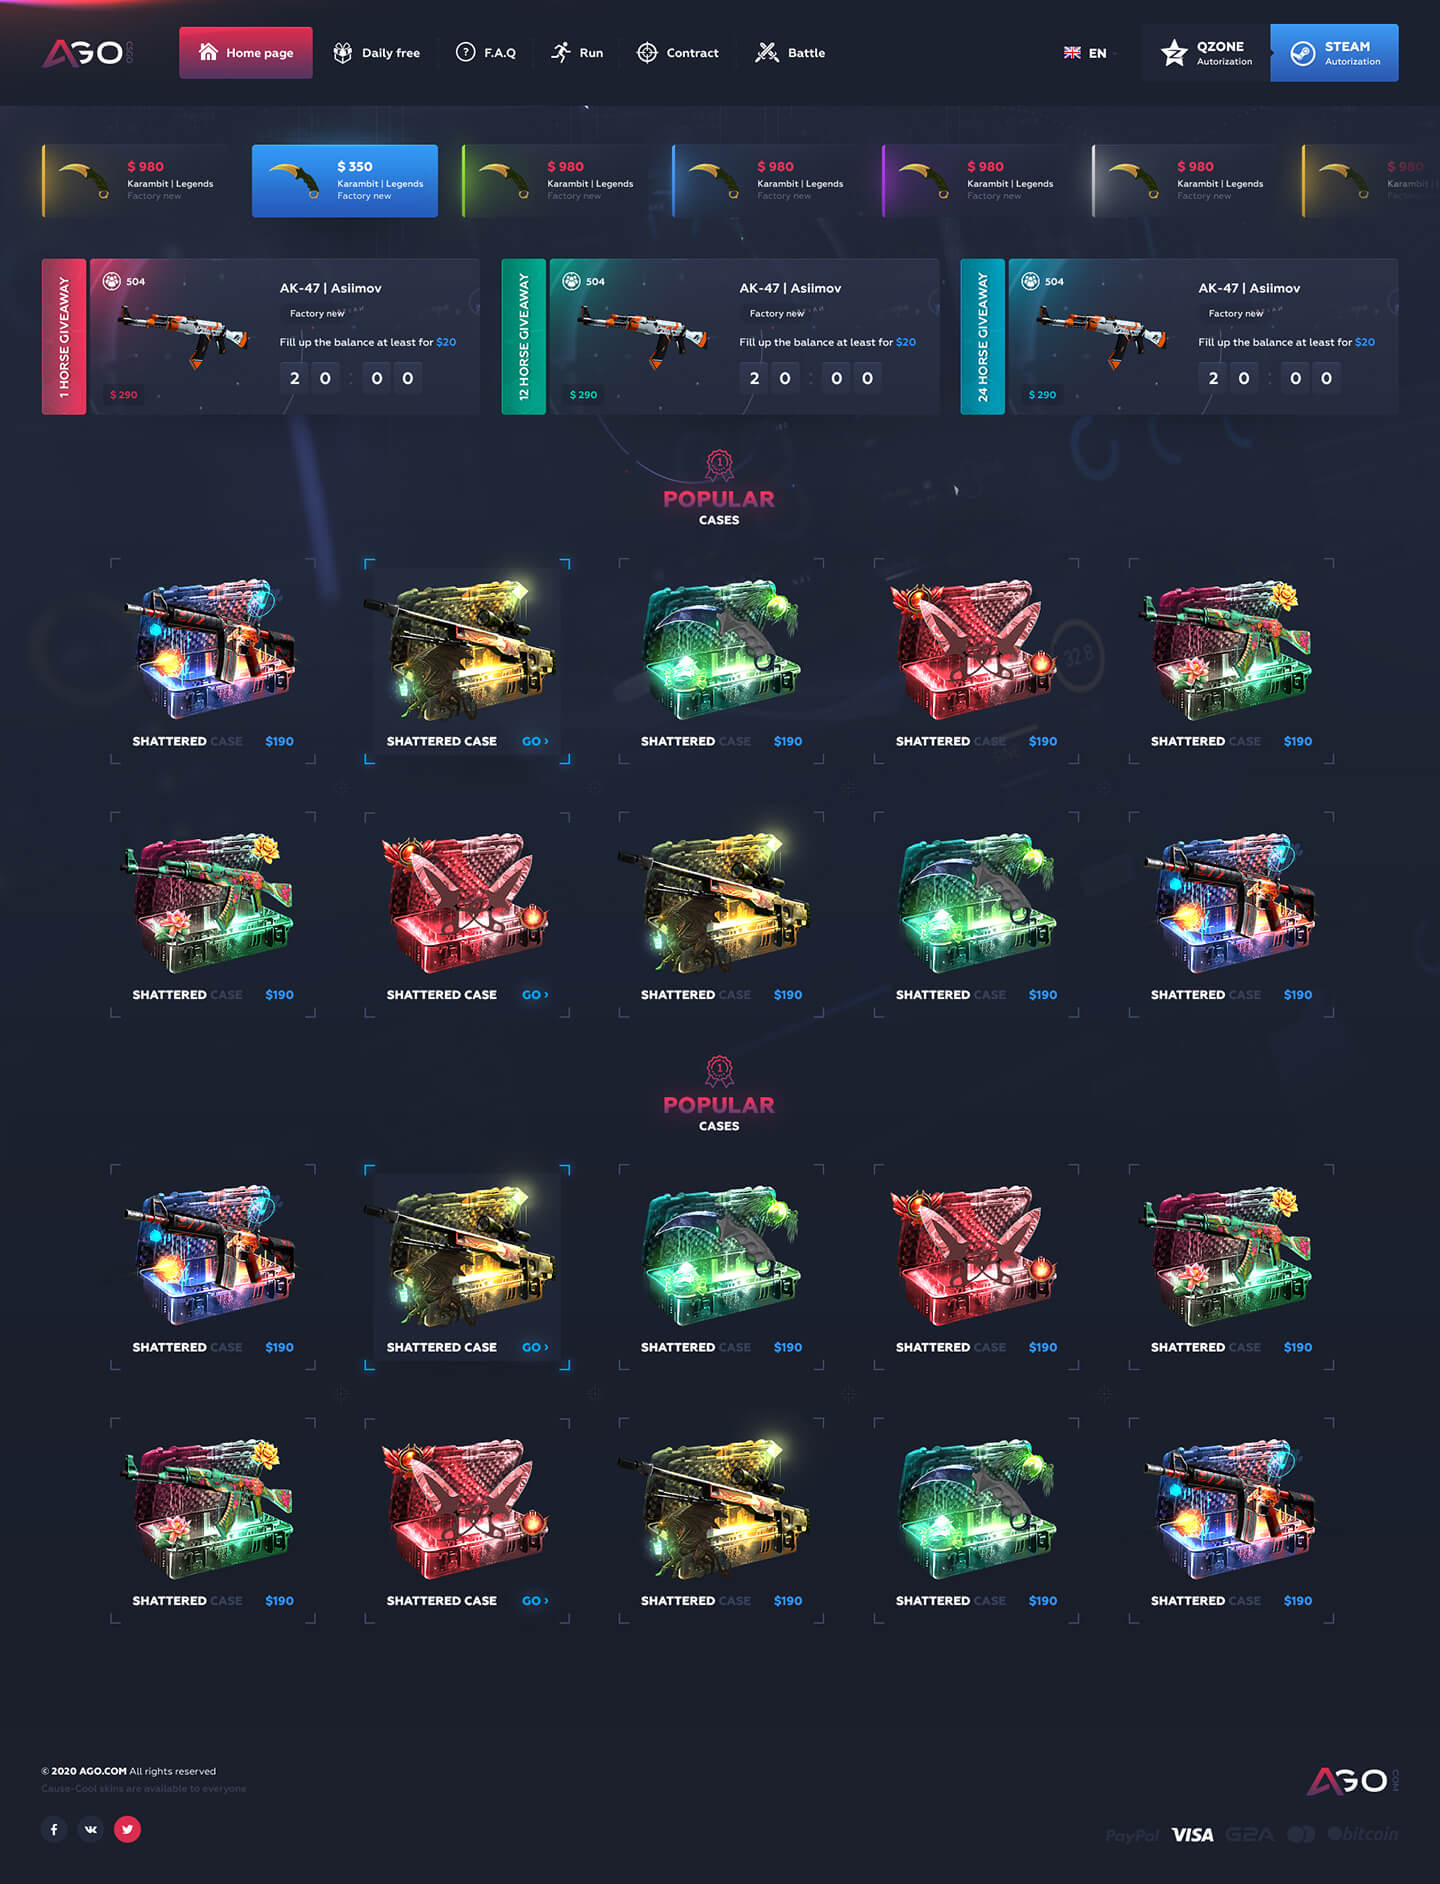 AGO CSGO
Home page
Daily free
F.A.Q
Run
Contract
Battle
EN
QZONE
Autorization
STEAM
Autorization
$ 980
Karambit | Legends
Factory new
$ 350
Karambit | Legends
Factory new
$ 980
Karambit | Legends
Factory new
$ 980
Karambit | Legends
Factory new
$ 980
Karambit | Legends
Factory new
$ 980
Karambit | Legends
Factory new
$ 980
Karambit | L
Factory new
1 HORSE GIVEAWAY
504
AK-47 | Asiimov
Factory new
Fill up the balance at least for $20
2 0 : 0 0
$ 290
12 HORSE GIVEAWAY
504
AK-47 | Asiimov
Factory new
Fill up the balance at least for $20
2 0 : 0 0
$ 290
24 HORSE GIVEAWAY
504
AK-47 | Asiimov
Factory new
Fill up the balance at least for $20
2 0 : 0 0
$ 290
1
POPULAR
CASES
32 8
SHATTERED CASE $190
SHATTERED CASE GO ›
SHATTERED CASE $190
SHATTERED CASE $190
SHATTERED CASE $190
SHATTERED CASE $190
SHATTERED CASE GO ›
SHATTERED CASE $190
SHATTERED CASE $190
SHATTERED CASE $190
1
POPULAR
CASES
SHATTERED CASE $190
SHATTERED CASE GO ›
SHATTERED CASE $190
SHATTERED CASE $190
SHATTERED CASE $190
SHATTERED CASE $190
SHATTERED CASE GO ›
SHATTERED CASE $190
SHATTERED CASE $190
SHATTERED CASE $190
© 2020 AGO.COM All rights reserved
Cause-Cool skins are available to everyone
AGO COM
PayPal VISA G2A bitcoin